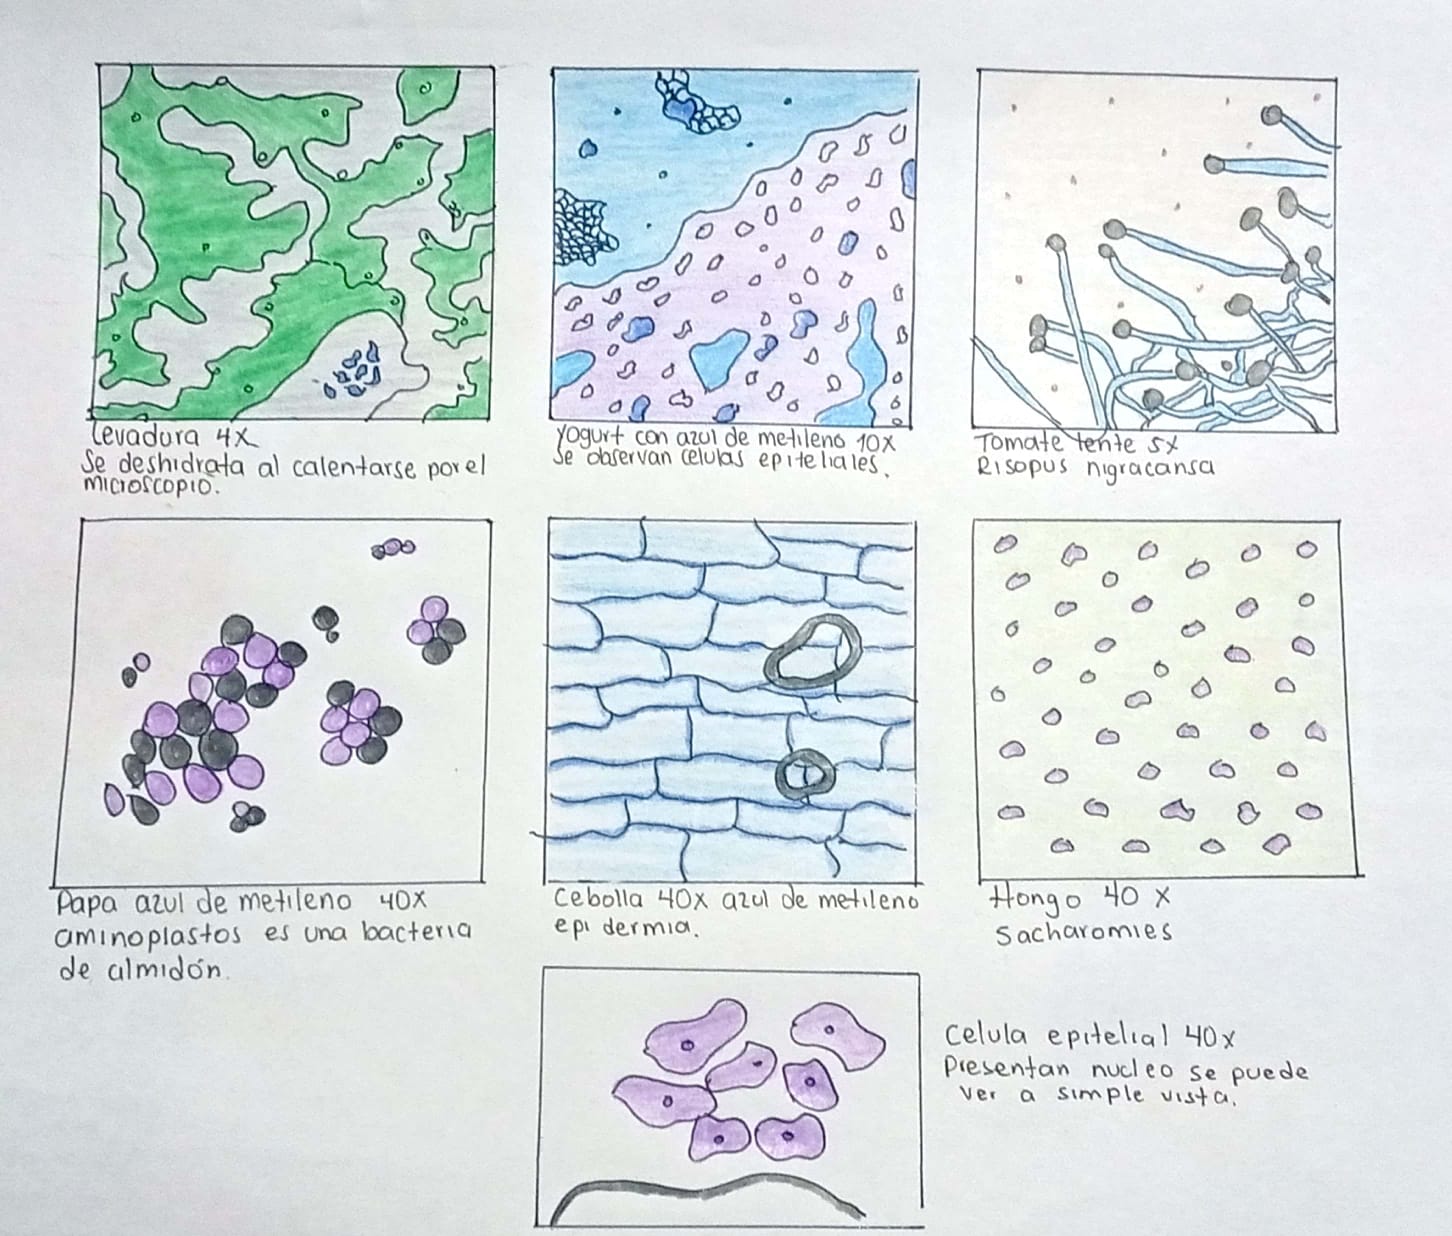 Levadura 4X
Se deshidrata al calentarse por el
microscopio.
Yogurt con azul de metileno 10X
Se observan celulas epiteliales.
Tomate lente 5X
Risopus nigracansa
Papa azul de metileno 40X
aminoplastos es una bacteria
de almidón.
Cebolla 40X azul de metileno
epi dermia.
Hongo 40 X
Sacharomies
Celula epitelial 40X
Presentan nucleo se puede
ver a simple vista.